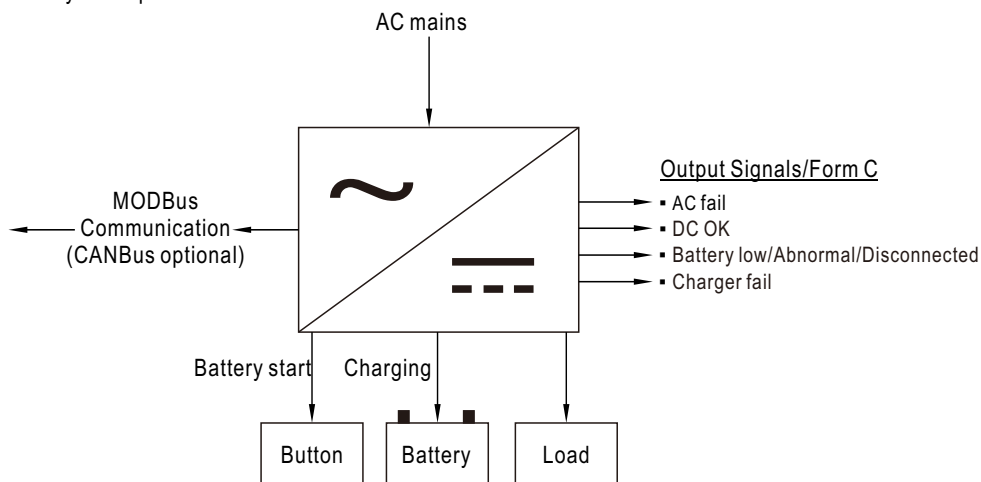 AC mains
Output Signals/Form C
▪ AC fail
▪ DC OK
▪ Battery low/Abnormal/Disconnected
▪ Charger fail
MODBus
Communication
(CANBus optional)
Battery start
Charging
Button
Battery
Load